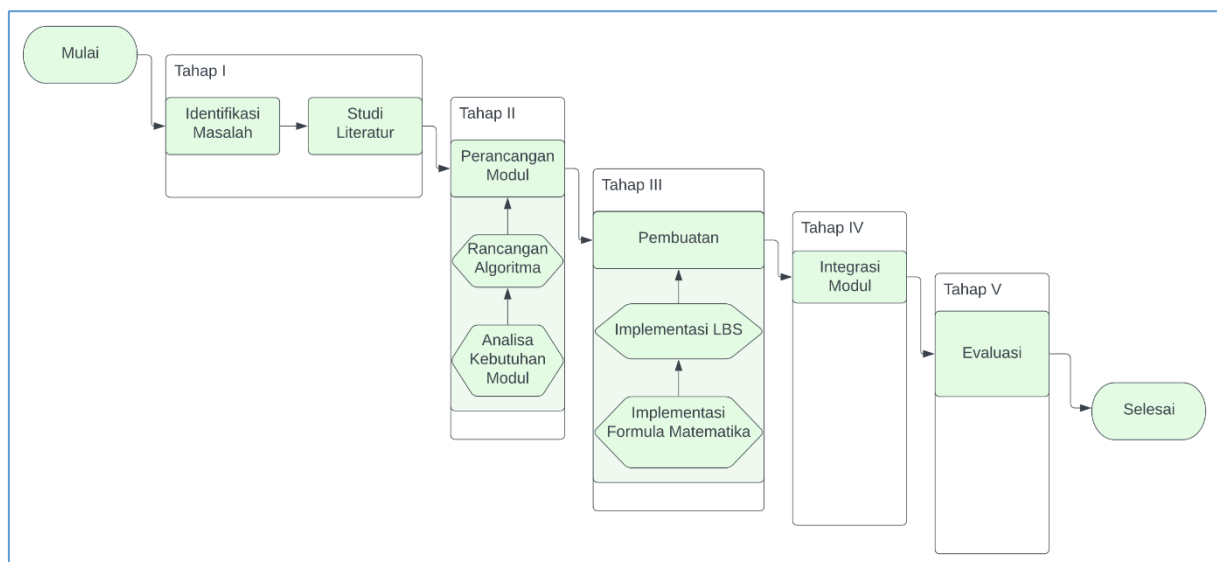 Mulai
Tahap I
Identifikasi
Masalah
Studi
Literatur
Tahap II
Perancangan
Modul
Rancangan
Algoritma
Analisa
Kebutuhan
Modul
Tahap III
Pembuatan
Implementasi LBS
Implementasi
Formula Matematika
Tahap IV
Integrasi
Modul
Tahap V
Evaluasi
Selesai